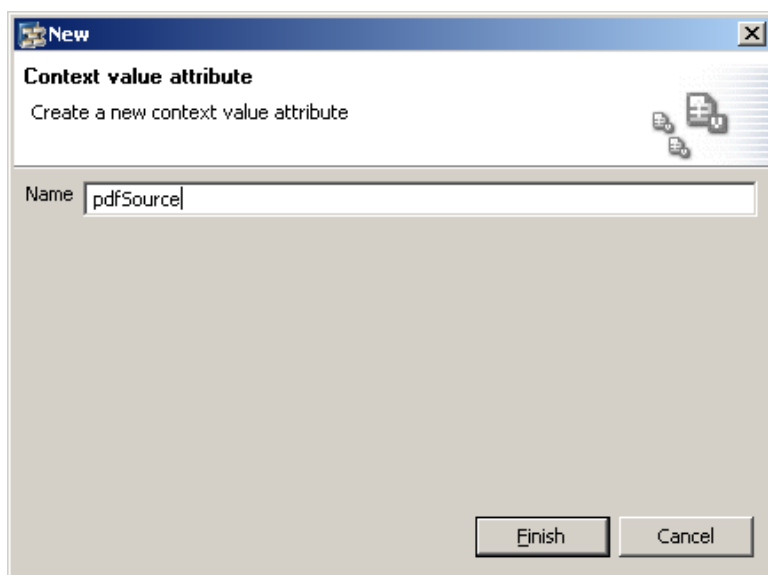 New
Context value attribute
Create a new context value attribute
Name pdfSource
Finish Cancel